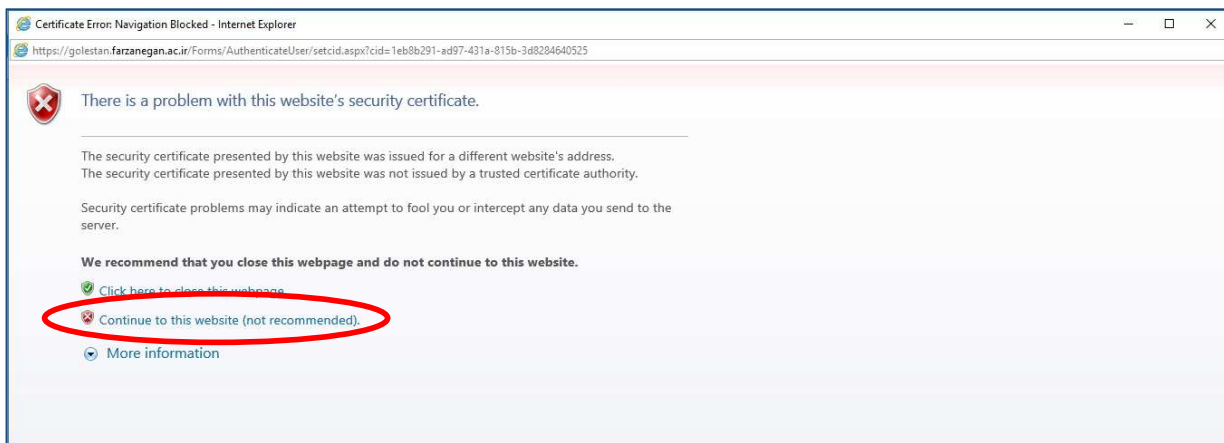 Certificate Error: Navigation Blocked - Internet Explorer
https://golestan.farzanegan.ac.ir/Forms/AuthenticateUser/setcid.aspx?cid=1eb8b291-ad97-431a-815b-3d8284640525
There is a problem with this website's security certificate.
The security certificate presented by this website was issued for a different website's address.
The security certificate presented by this website was not issued by a trusted certificate authority.
Security certificate problems may indicate an attempt to fool you or intercept any data you send to the
server.
We recommend that you close this webpage and do not continue to this website.
Click here to close this webpage.
Continue to this website (not recommended).
More information